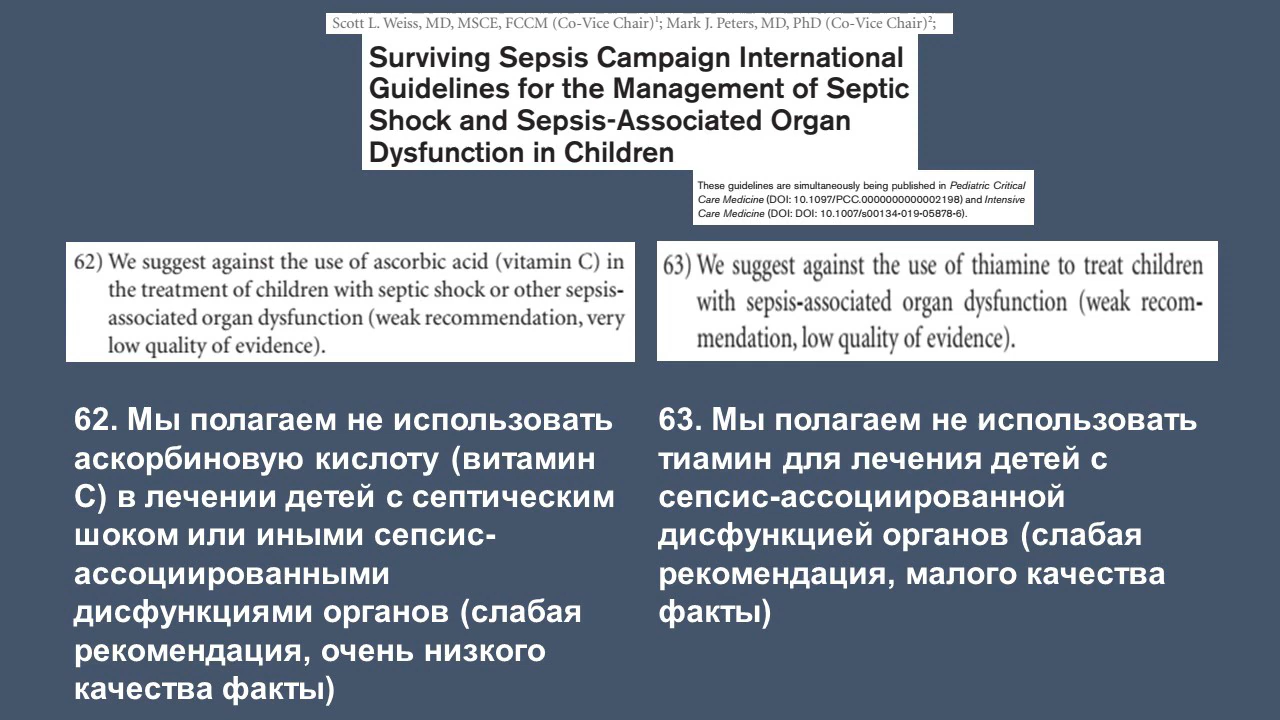 Scott L. Weiss, MD, MSCE, FCCM (Co-Vice Chair)¹; Mark J. Peters, MD, PhD (Co-Vice Chair)²;
Surviving Sepsis Campaign International
Guidelines for the Management of Septic
Shock and Sepsis-Associated Organ
Dysfunction in Children
These guidelines are simultaneously being published in Pediatric Critical
Care Medicine (DOI: 10.1097/PCC.0000000000002198) and Intensive
Care Medicine (DOI: DOI: 10.1007/s00134-019-05878-6).
62) We suggest against the use of ascorbic acid (vitamin C) in
the treatment of children with septic shock or other sepsis-
associated organ dysfunction (weak recommendation, very
low quality of evidence).
63) We suggest against the use of thiamine to treat children
with sepsis-associated organ dysfunction (weak recom-
mendation, low quality of evidence).
62. Мы полагаем не использовать
аскорбиновую кислоту (витамин
С) в лечении детей с септическим
шоком или иными сепсис-
ассоциированными
дисфункциями органов (слабая
рекомендация, очень низкого
качества факты)
63. Мы полагаем не использовать
тиамин для лечения детей с
сепсис-ассоциированной
дисфункцией органов (слабая
рекомендация, малого качества
факты)